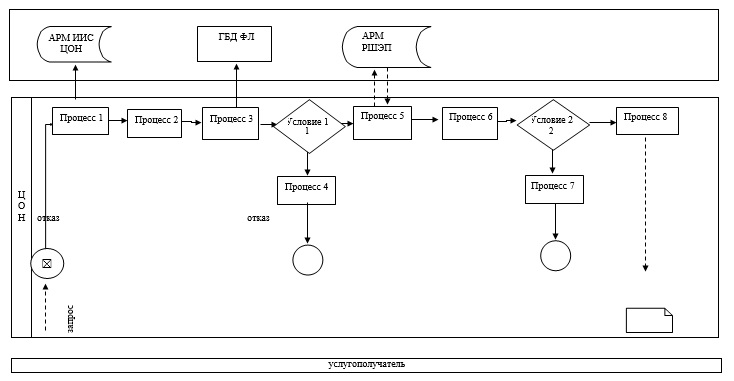 АРМ ИИС
ЦОН
ГБД ФЛ
АРМ
РШЭП
Процесс 1
Процесс 2
Процесс 3
Условие 1
1
Процесс 5
Процесс 6
Условие 2
2
Процесс 8
Процесс 4
Процесс 7
Ц
О
Н
отказ
отказ
запрос
услугополучатель